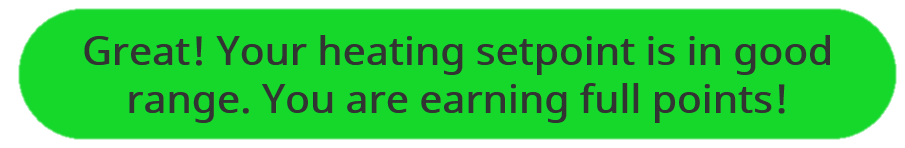 Great! Your heating setpoint is in good
range. You are earning full points!